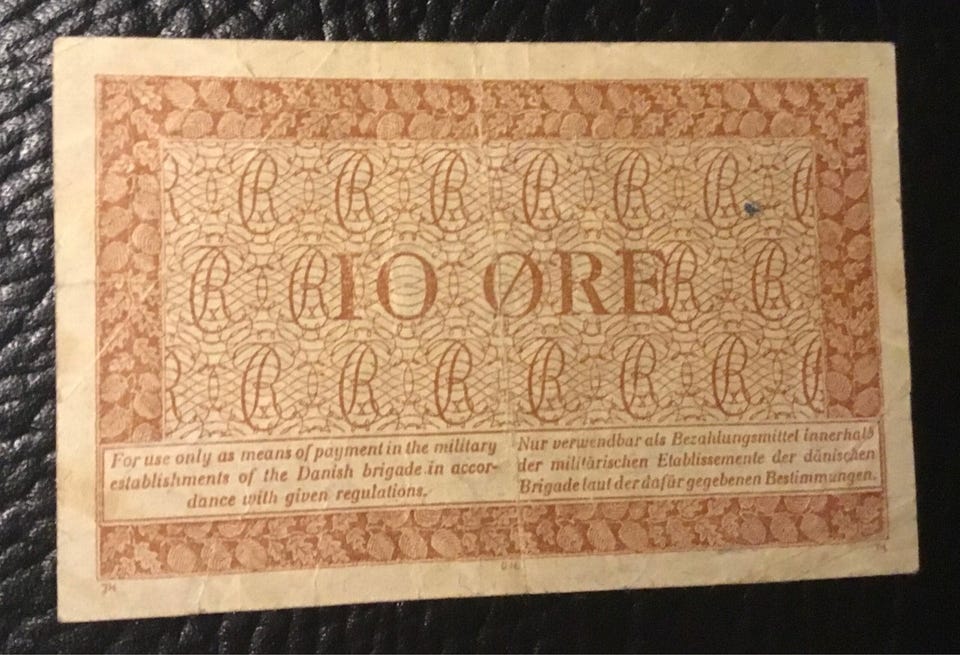 10 ØRE
For use only as means of payment in the military
establishments of the Danish brigade in accor-
dance with given regulations.
Nur verwendbar als Bezahlungsmittel innerhalb
der militärischen Etablissemente der dänischen
Brigade laut der dafür gegebenen Bestimmungen.